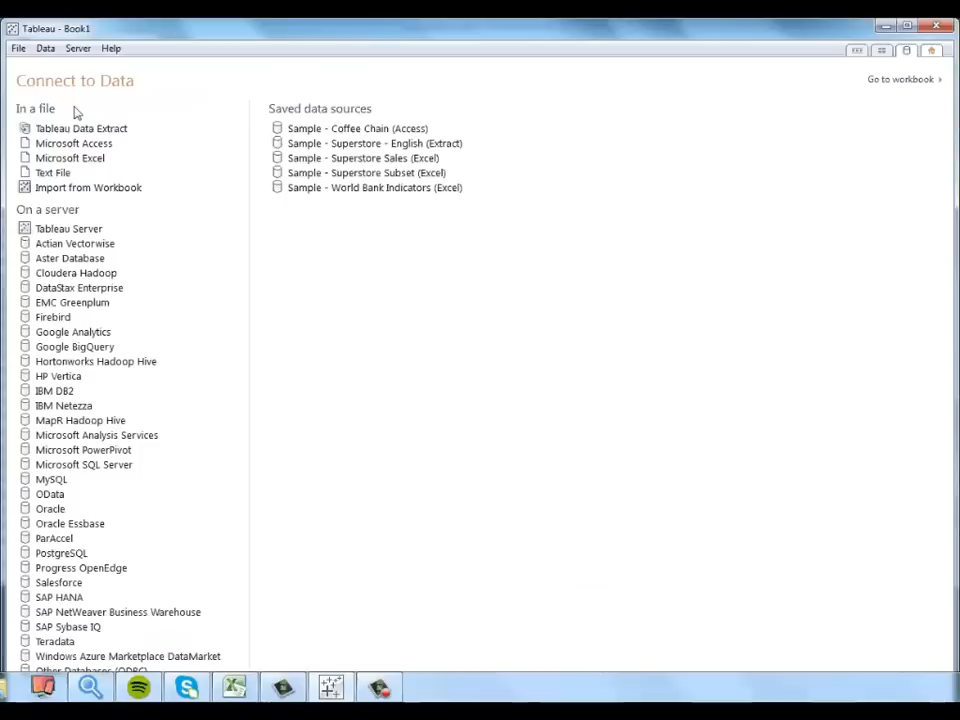 Tableau - Book1
File Data Server Help
Connect to Data
Go to workbook
In a file
Tableau Data Extract
Microsoft Access
Microsoft Excel
Text File
Import from Workbook
On a server
Tableau Server
Actian Vectorwise
Aster Database
Cloudera Hadoop
DataStax Enterprise
EMC Greenplum
Firebird
Google Analytics
Google BigQuery
Hortonworks Hadoop Hive
HP Vertica
IBM DB2
IBM Netezza
MapR Hadoop Hive
Microsoft Analysis Services
Microsoft PowerPivot
Microsoft SQL Server
MySQL
OData
Oracle
Oracle Essbase
ParAccel
PostgreSQL
Progress OpenEdge
Salesforce
SAP HANA
SAP NetWeaver Business Warehouse
SAP Sybase IQ
Teradata
Windows Azure Marketplace DataMarket
Other Databases (ODBC)
Saved data sources
Sample - Coffee Chain (Access)
Sample - Superstore - English (Extract)
Sample - Superstore Sales (Excel)
Sample - Superstore Subset (Excel)
Sample - World Bank Indicators (Excel)